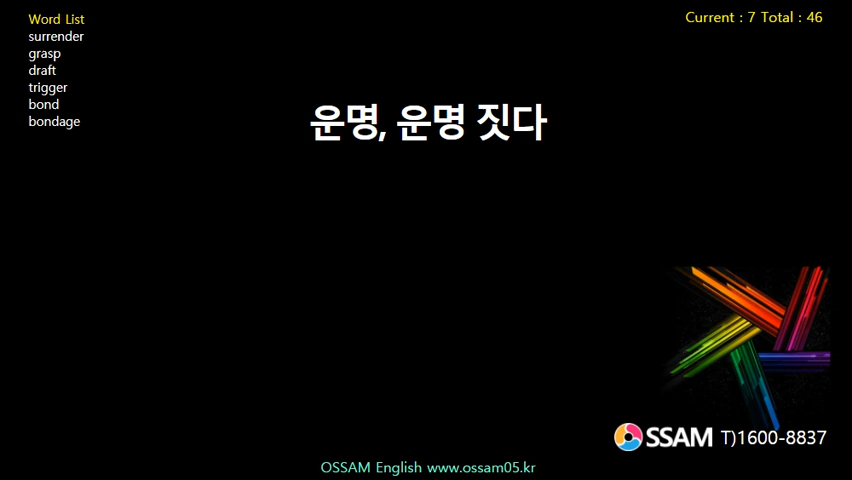 Word List
surrender
grasp
draft
trigger
bond
bondage
Current : 7 Total : 46
운명, 운명 짓다
OSSAM T)1600-8837
OSSAM English www.ossam05.kr